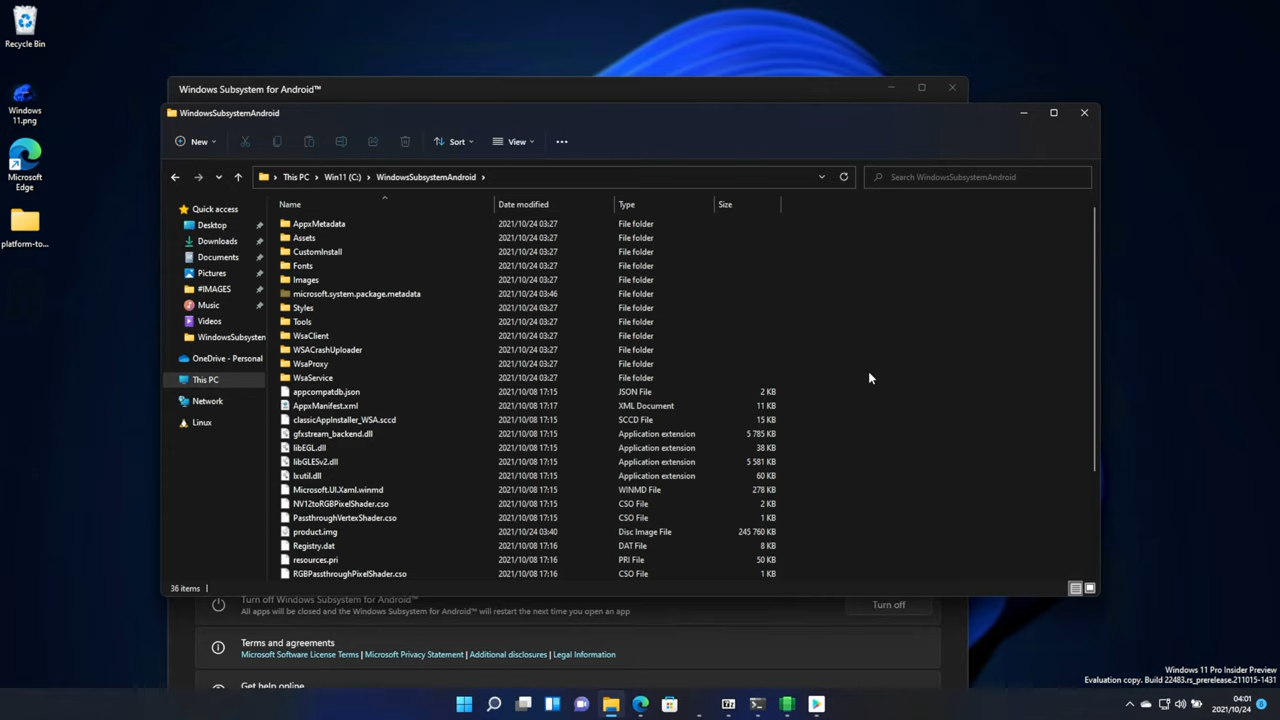 Recycle Bin
Windows
11.png
Microsoft
Edge
platform-to...
Windows Subsystem for Android™
WindowsSubsystemAndroid
New
Sort
View
This PC
Win11 (C:)
WindowsSubsystemAndroid
Search WindowsSubsystemAndroid
Name
Date modified
Type
Size
Quick access
Desktop
Downloads
Documents
Pictures
#IMAGES
Music
Videos
WindowsSubsystem
OneDrive - Personal
This PC
Network
Linux
AppxMetadata 2021/10/24 03:27 File folder
Assets 2021/10/24 03:27 File folder
CustomInstall 2021/10/24 03:27 File folder
Fonts 2021/10/24 03:27 File folder
Images 2021/10/24 03:27 File folder
microsoft.system.package.metadata 2021/10/24 03:46 File folder
Styles 2021/10/24 03:27 File folder
Tools 2021/10/24 03:27 File folder
WsaClient 2021/10/24 03:27 File folder
WSACrashUploader 2021/10/24 03:27 File folder
WsaProxy 2021/10/24 03:27 File folder
WsaService 2021/10/24 03:27 File folder
appcompatdb.json 2021/10/08 17:15 JSON File 2 KB
AppxManifest.xml 2021/10/08 17:17 XML Document 11 KB
classicAppInstaller_WSA.sccd 2021/10/08 17:15 SCCD File 15 KB
gfxstream_backend.dll 2021/10/08 17:15 Application extension 5 785 KB
libEGL.dll 2021/10/08 17:15 Application extension 38 KB
libGLESv2.dll 2021/10/08 17:15 Application extension 5 581 KB
lxutil.dll 2021/10/08 17:15 Application extension 60 KB
Microsoft.UI.Xaml.winmd 2021/10/08 17:15 WINMD File 278 KB
NV12toRGBPixelShader.cso 2021/10/08 17:15 CSO File 2 KB
PassthroughVertexShader.cso 2021/10/08 17:15 CSO File 1 KB
product.img 2021/10/24 03:40 Disc Image File 245 760 KB
Registry.dat 2021/10/08 17:16 DAT File 8 KB
resources.pri 2021/10/08 17:16 PRI File 50 KB
RGBPassthroughPixelShader.cso 2021/10/08 17:16 CSO File 1 KB
36 items
Turn off Windows Subsystem for Android™
All apps will be closed and the Windows Subsystem for Android™ will restart the next time you open an app
Turn off
Terms and agreements
Microsoft Software License Terms | Microsoft Privacy Statement | Additional disclosures | Legal Information
Get help online
Windows 11 Pro Insider Preview
Evaluation copy. Build 22483.rs_prerelease.211015-1431
04:01
2021/10/24